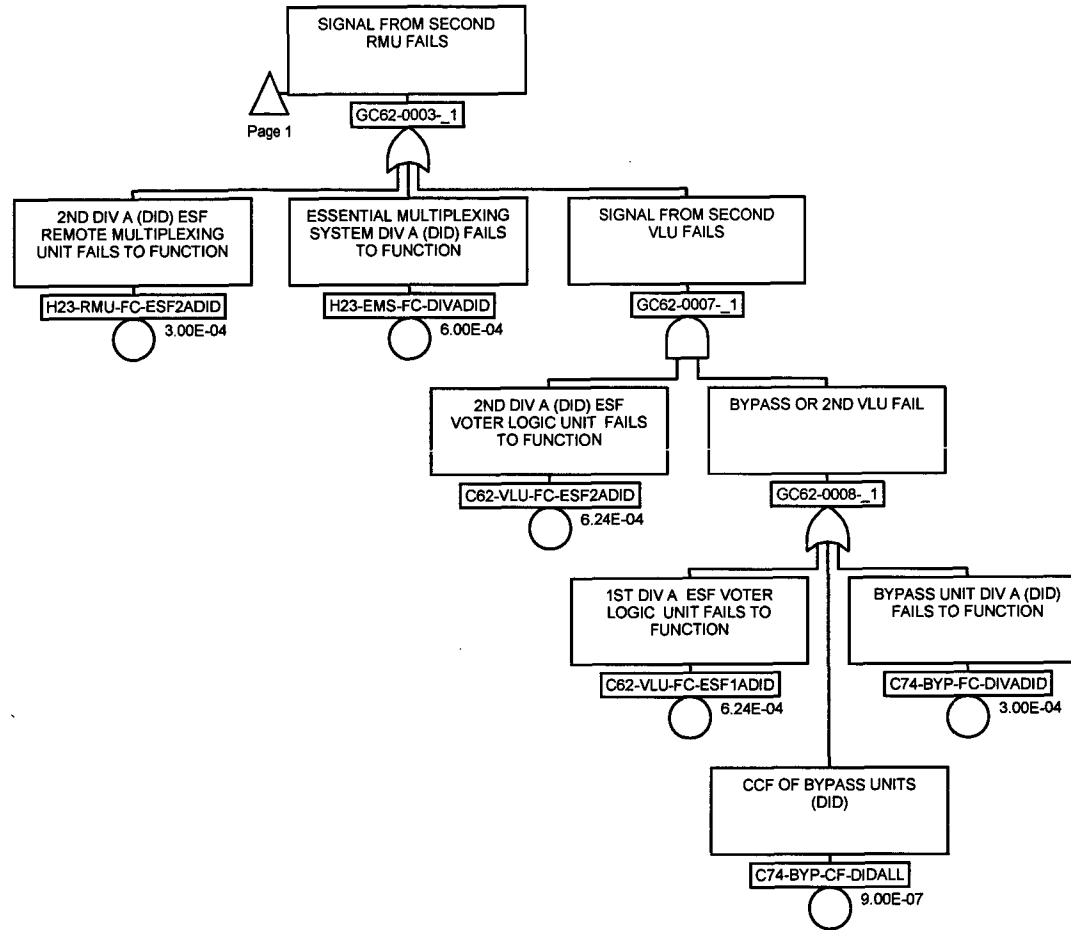 SIGNAL FROM SECOND
RMU FAILS
Page 1
GC62-0003-_1
2ND DIV A (DID) ESF
REMOTE MULTIPLEXING
UNIT FAILS TO FUNCTION
ESSENTIAL MULTIPLEXING
SYSTEM DIV A (DID) FAILS
TO FUNCTION
SIGNAL FROM SECOND
VLU FAILS
H23-RMU-FC-ESF2ADID
3.00E-04
H23-EMS-FC-DIVADID
6.00E-04
GC62-0007-_1
2ND DIV A (DID) ESF
VOTER LOGIC UNIT FAILS
TO FUNCTION
BYPASS OR 2ND VLU FAIL
C62-VLU-FC-ESF2ADID
6.24E-04
GC62-0008-_1
1ST DIV A ESF VOTER
LOGIC UNIT FAILS TO
FUNCTION
BYPASS UNIT DIV A (DID)
FAILS TO FUNCTION
C62-VLU-FC-ESF1ADID
6.24E-04
C74-BYP-FC-DIVADID
3.00E-04
CCF OF BYPASS UNITS
(DID)
C74-BYP-CF-DIDALL
9.00E-07